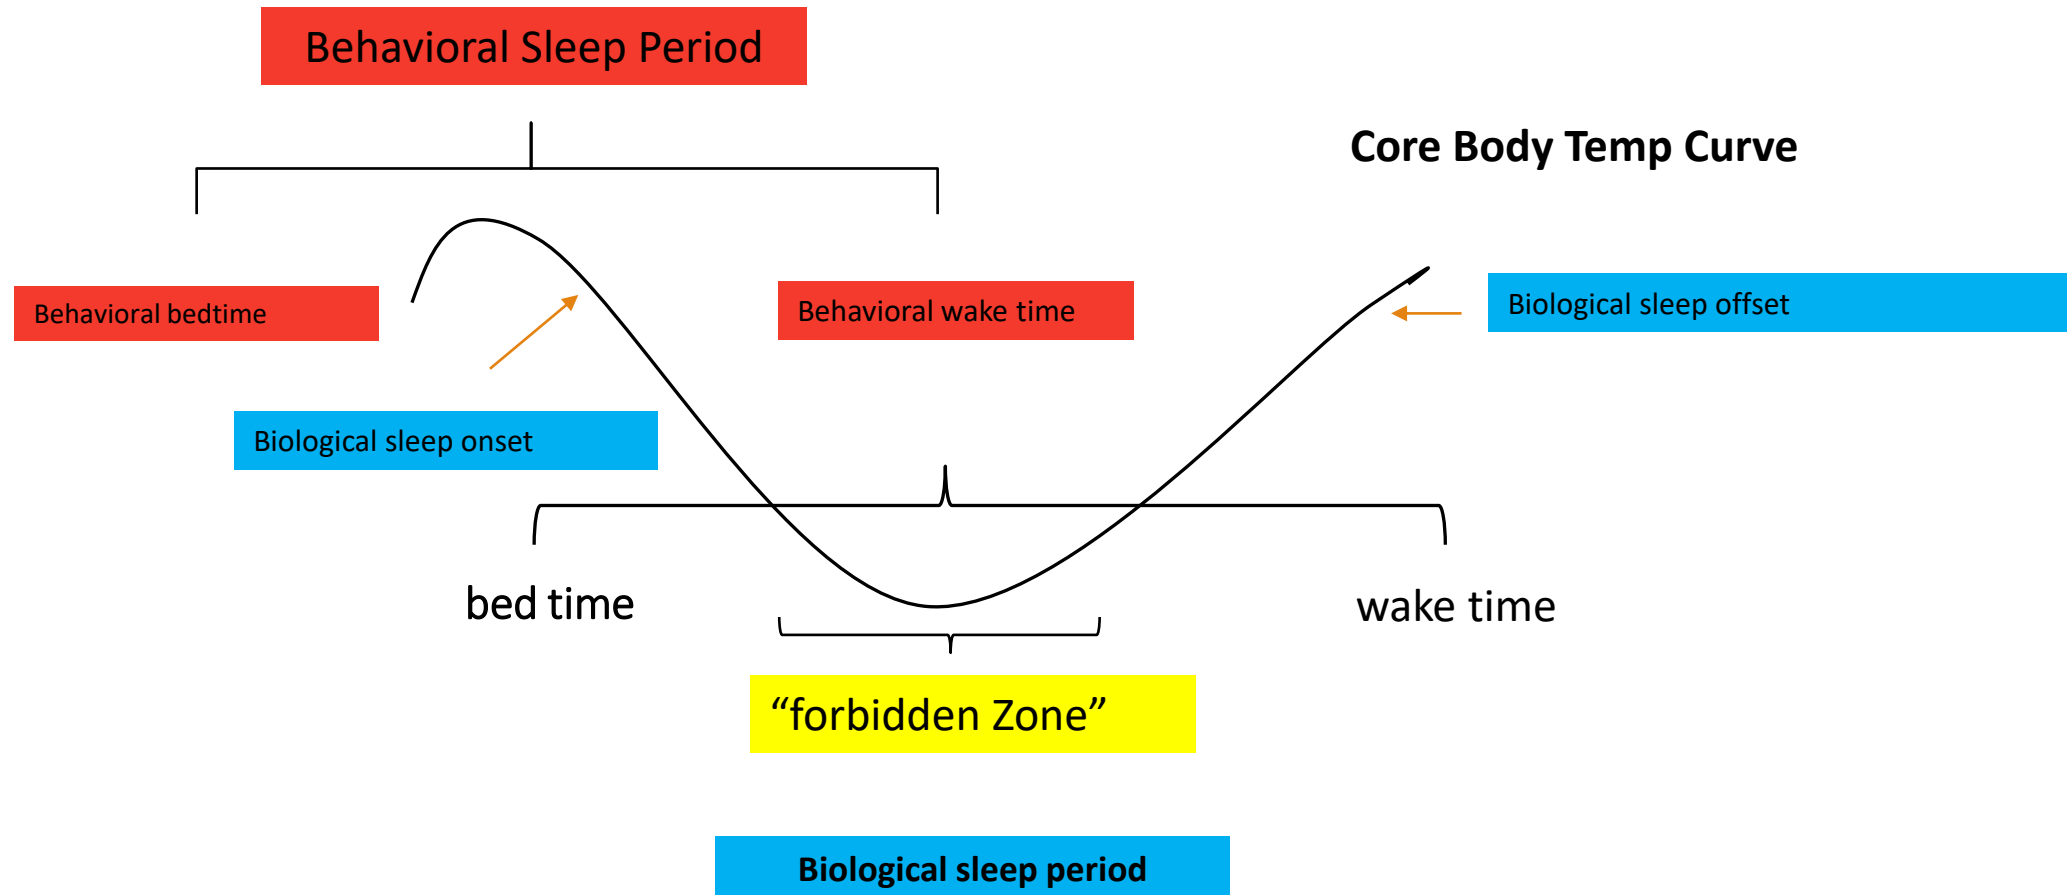 Behavioral Sleep Period
Core Body Temp Curve
Behavioral bedtime
Behavioral wake time
Biological sleep offset
Biological sleep onset
bed time
wake time
“forbidden Zone”
Biological sleep period